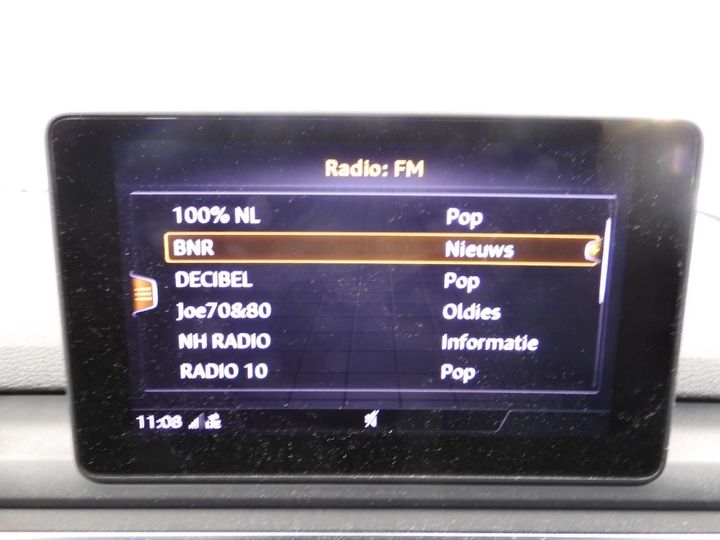 Radio: FM
100% NL Pop
BNR Nieuws
DECIBEL Pop
Joe70&80 Oldies
NH RADIO Informatie
RADIO 10 Pop
11:08